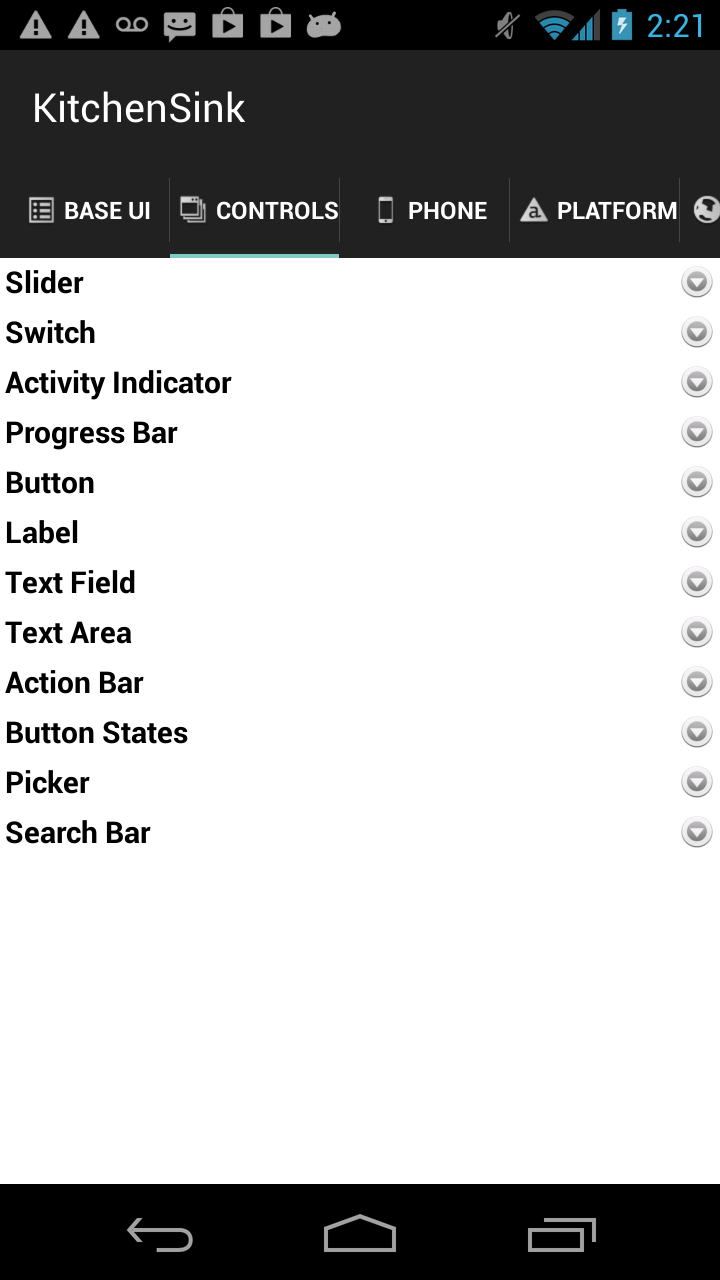 2:21
KitchenSink
BASE UI CONTROLS PHONE PLATFORM
Slider
Switch
Activity Indicator
Progress Bar
Button
Label
Text Field
Text Area
Action Bar
Button States
Picker
Search Bar